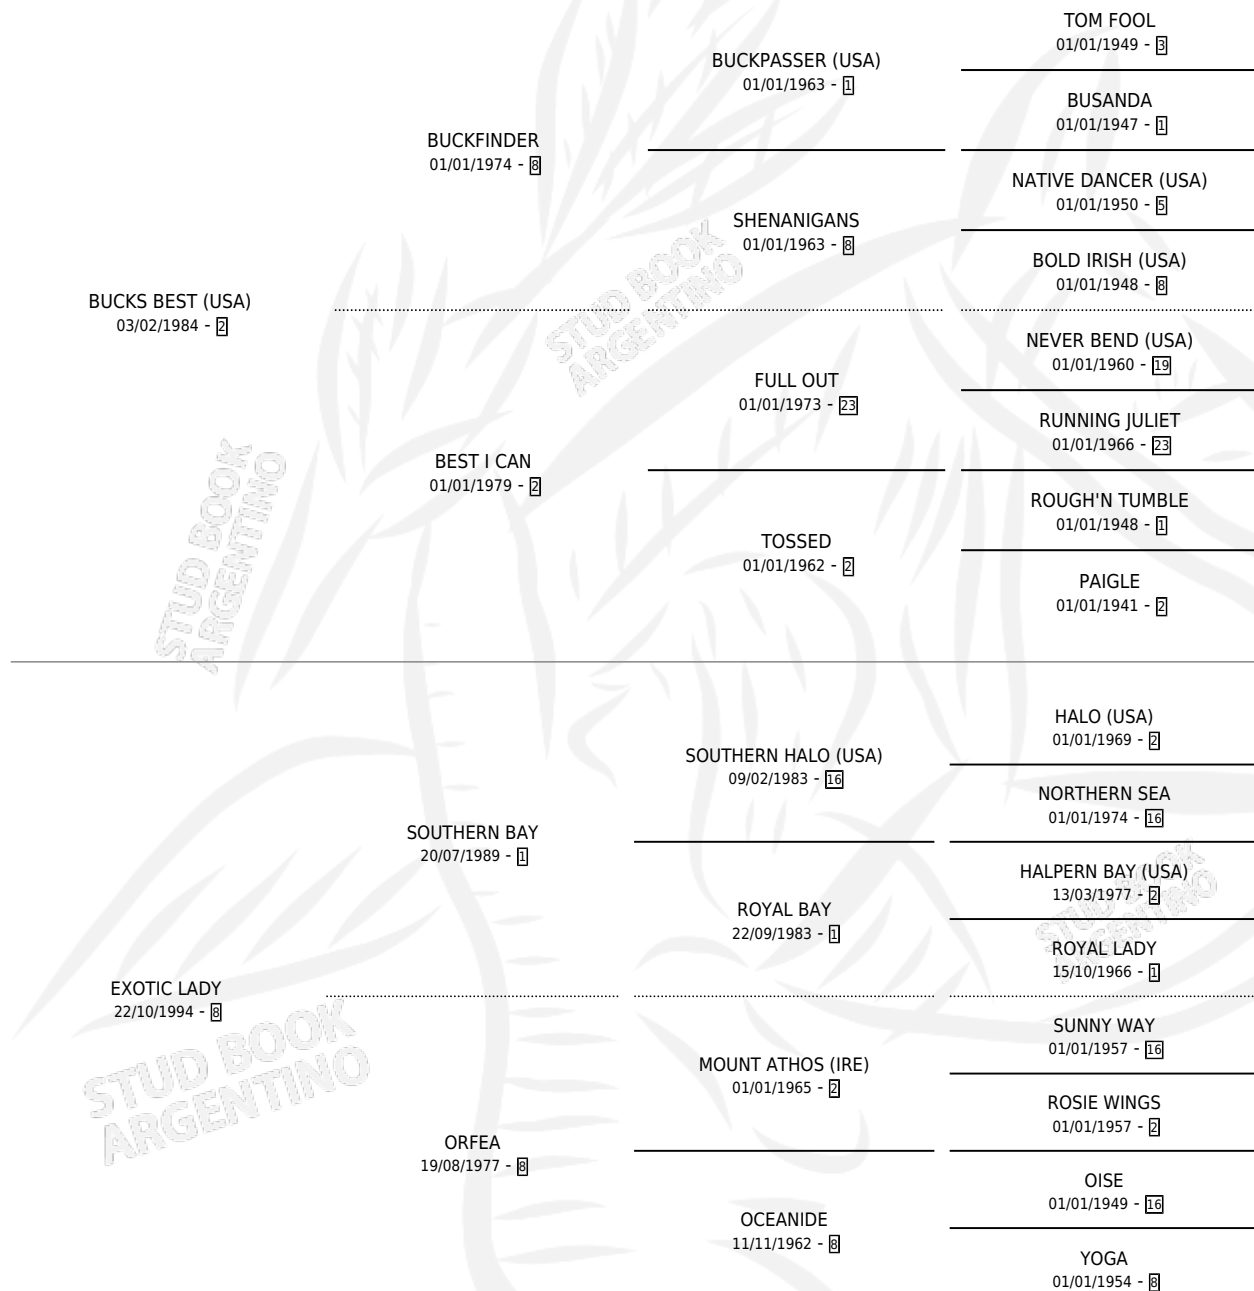 TOM FOOL
01/01/1949 - 3
BUCKPASSER (USA)
01/01/1963 - 1
BUSANDA
01/01/1947 - 1
BUCKFINDER
01/01/1974 - 8
NATIVE DANCER (USA)
01/01/1950 - 5
SHENANIGANS
01/01/1963 - 8
BOLD IRISH (USA)
01/01/1948 - 8
BUCKS BEST (USA)
03/02/1984 - 2
NEVER BEND (USA)
01/01/1960 - 19
FULL OUT
01/01/1973 - 23
RUNNING JULIET
01/01/1966 - 23
BEST I CAN
01/01/1979 - 2
ROUGH'N TUMBLE
01/01/1948 - 1
TOSSED
01/01/1962 - 2
PAIGLE
01/01/1941 - 2
HALO (USA)
01/01/1969 - 2
SOUTHERN HALO (USA)
09/02/1983 - 16
NORTHERN SEA
01/01/1974 - 16
SOUTHERN BAY
20/07/1989 - 1
HALPERN BAY (USA)
13/03/1977 - 2
ROYAL BAY
22/09/1983 - 1
ROYAL LADY
15/10/1966 - 1
EXOTIC LADY
22/10/1994 - 8
SUNNY WAY
01/01/1957 - 16
MOUNT ATHOS (IRE)
01/01/1965 - 2
ROSIE WINGS
01/01/1957 - 2
ORFEA
19/08/1977 - 8
OISE
01/01/1949 - 16
OCEANIDE
11/11/1962 - 8
YOGA
01/01/1954 - 8
STUD BOOK
ARGENTINO
STUD BOOK
ARGENTINO
STUD BOOK
ARGENTINO
STUD BOOK
ARGENTINO